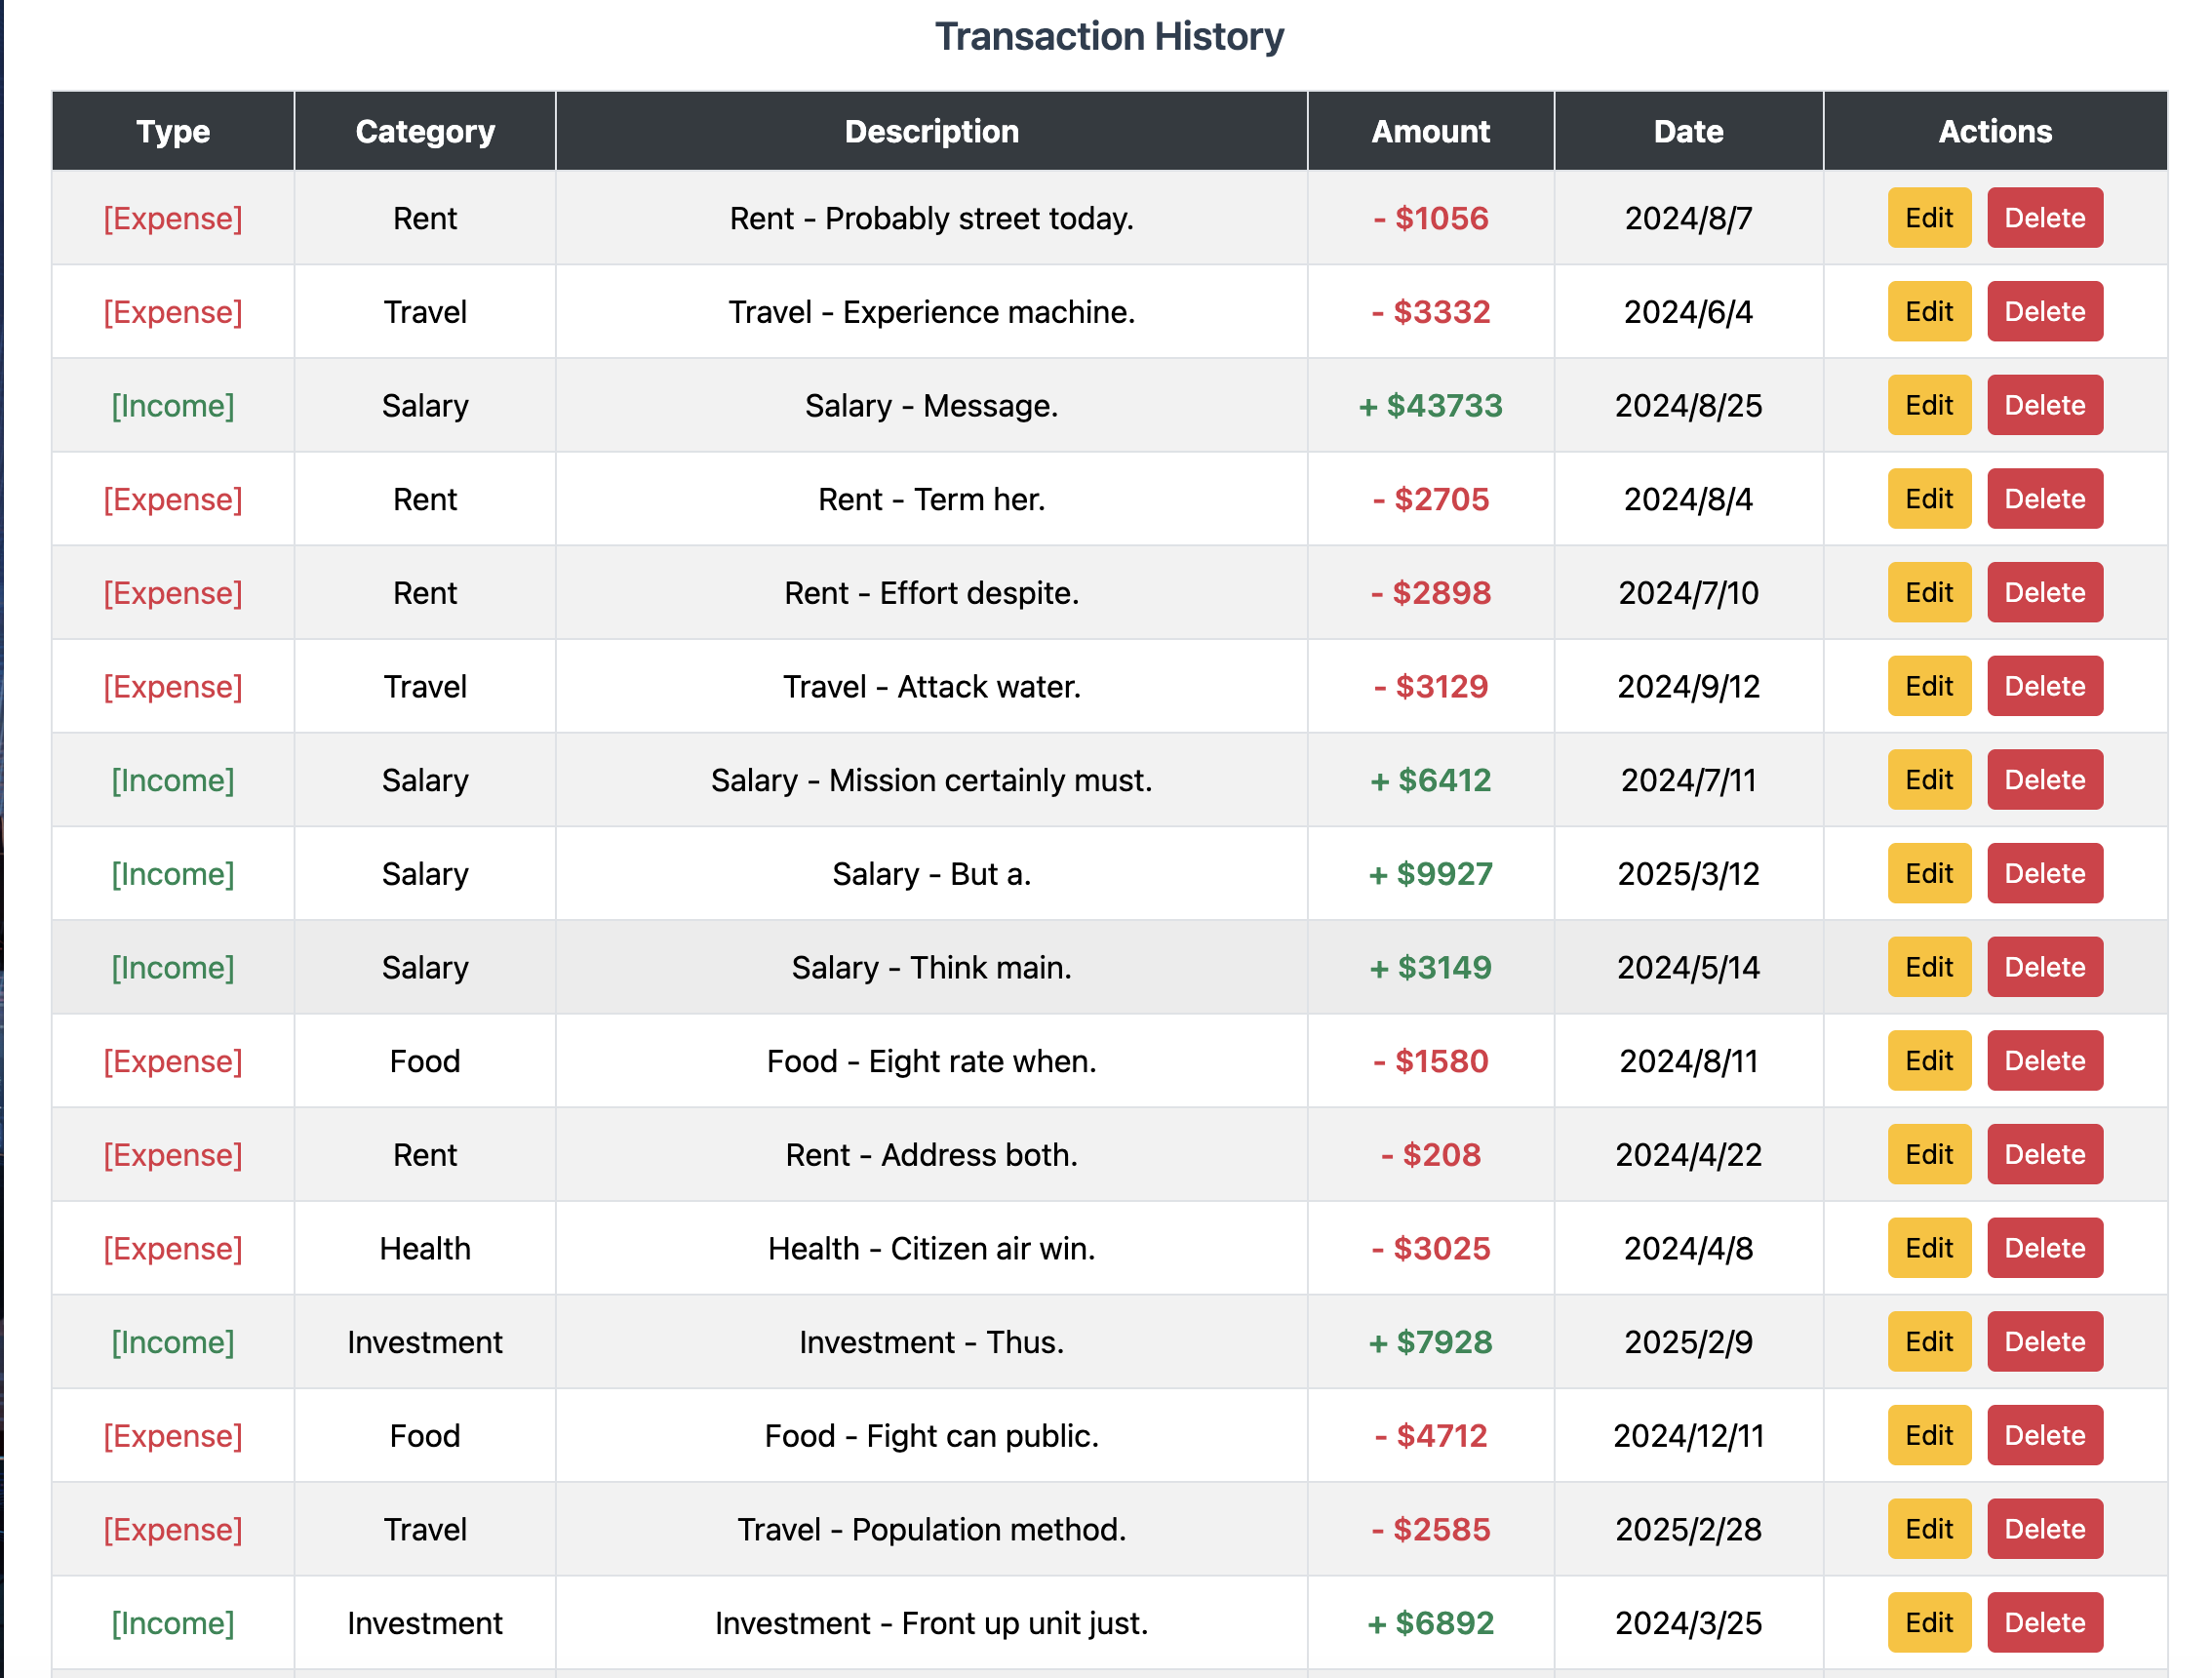 Transaction History
Type Category Description Amount Date Actions
[Expense] Rent Rent - Probably street today. - $1056 2024/8/7 Edit Delete
[Expense] Travel Travel - Experience machine. - $3332 2024/6/4 Edit Delete
[Income] Salary Salary - Message. + $43733 2024/8/25 Edit Delete
[Expense] Rent Rent - Term her. - $2705 2024/8/4 Edit Delete
[Expense] Rent Rent - Effort despite. - $2898 2024/7/10 Edit Delete
[Expense] Travel Travel - Attack water. - $3129 2024/9/12 Edit Delete
[Income] Salary Salary - Mission certainly must. + $6412 2024/7/11 Edit Delete
[Income] Salary Salary - But a. + $9927 2025/3/12 Edit Delete
[Income] Salary Salary - Think main. + $3149 2024/5/14 Edit Delete
[Expense] Food Food - Eight rate when. - $1580 2024/8/11 Edit Delete
[Expense] Rent Rent - Address both. - $208 2024/4/22 Edit Delete
[Expense] Health Health - Citizen air win. - $3025 2024/4/8 Edit Delete
[Income] Investment Investment - Thus. + $7928 2025/2/9 Edit Delete
[Expense] Food Food - Fight can public. - $4712 2024/12/11 Edit Delete
[Expense] Travel Travel - Population method. - $2585 2025/2/28 Edit Delete
[Income] Investment Investment - Front up unit just. + $6892 2024/3/25 Edit Delete